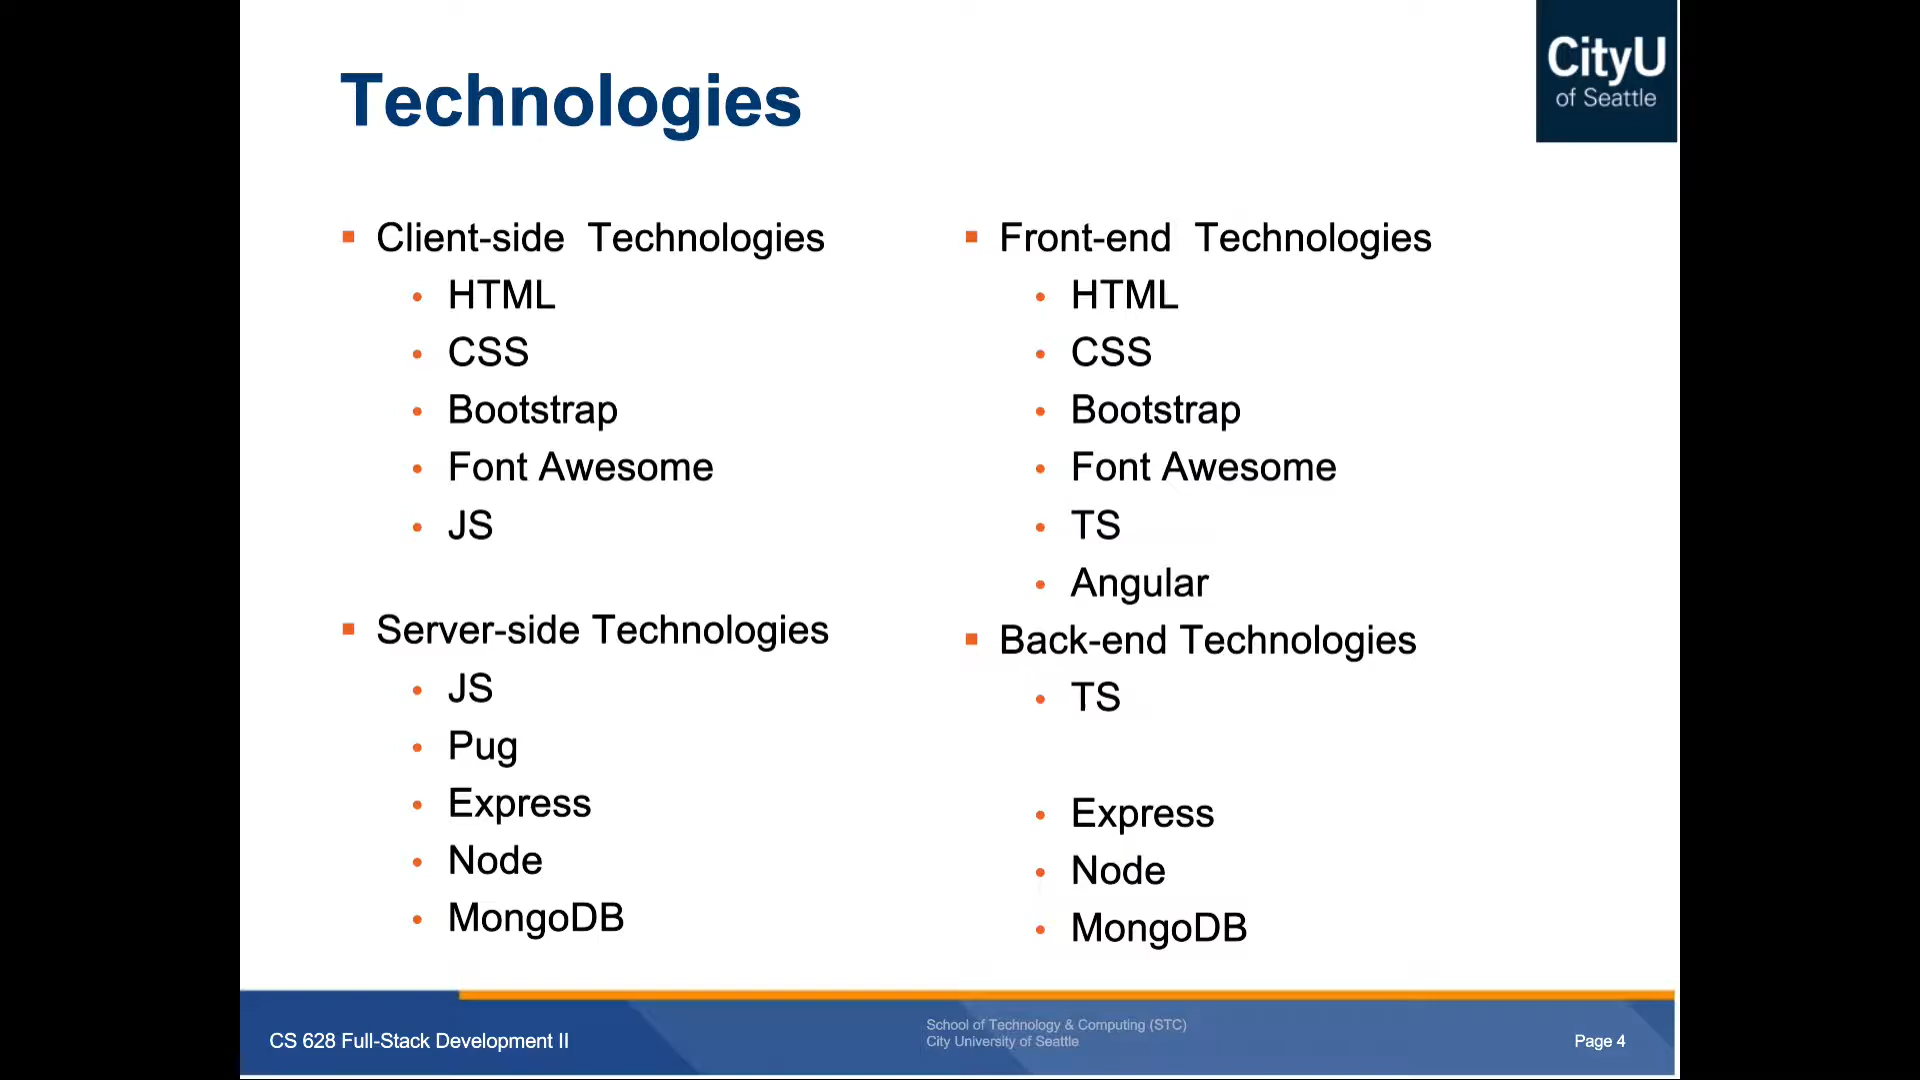 Technologies
CityU
of Seattle
Client-side Technologies
HTML
CSS
Bootstrap
Font Awesome
JS
Server-side Technologies
JS
Pug
Express
Node
MongoDB
Front-end Technologies
HTML
CSS
Bootstrap
Font Awesome
TS
Angular
Back-end Technologies
TS
Express
Node
MongoDB
CS 628 Full-Stack Development II
School of Technology & Computing (STC)
City University of Seattle
Page 4